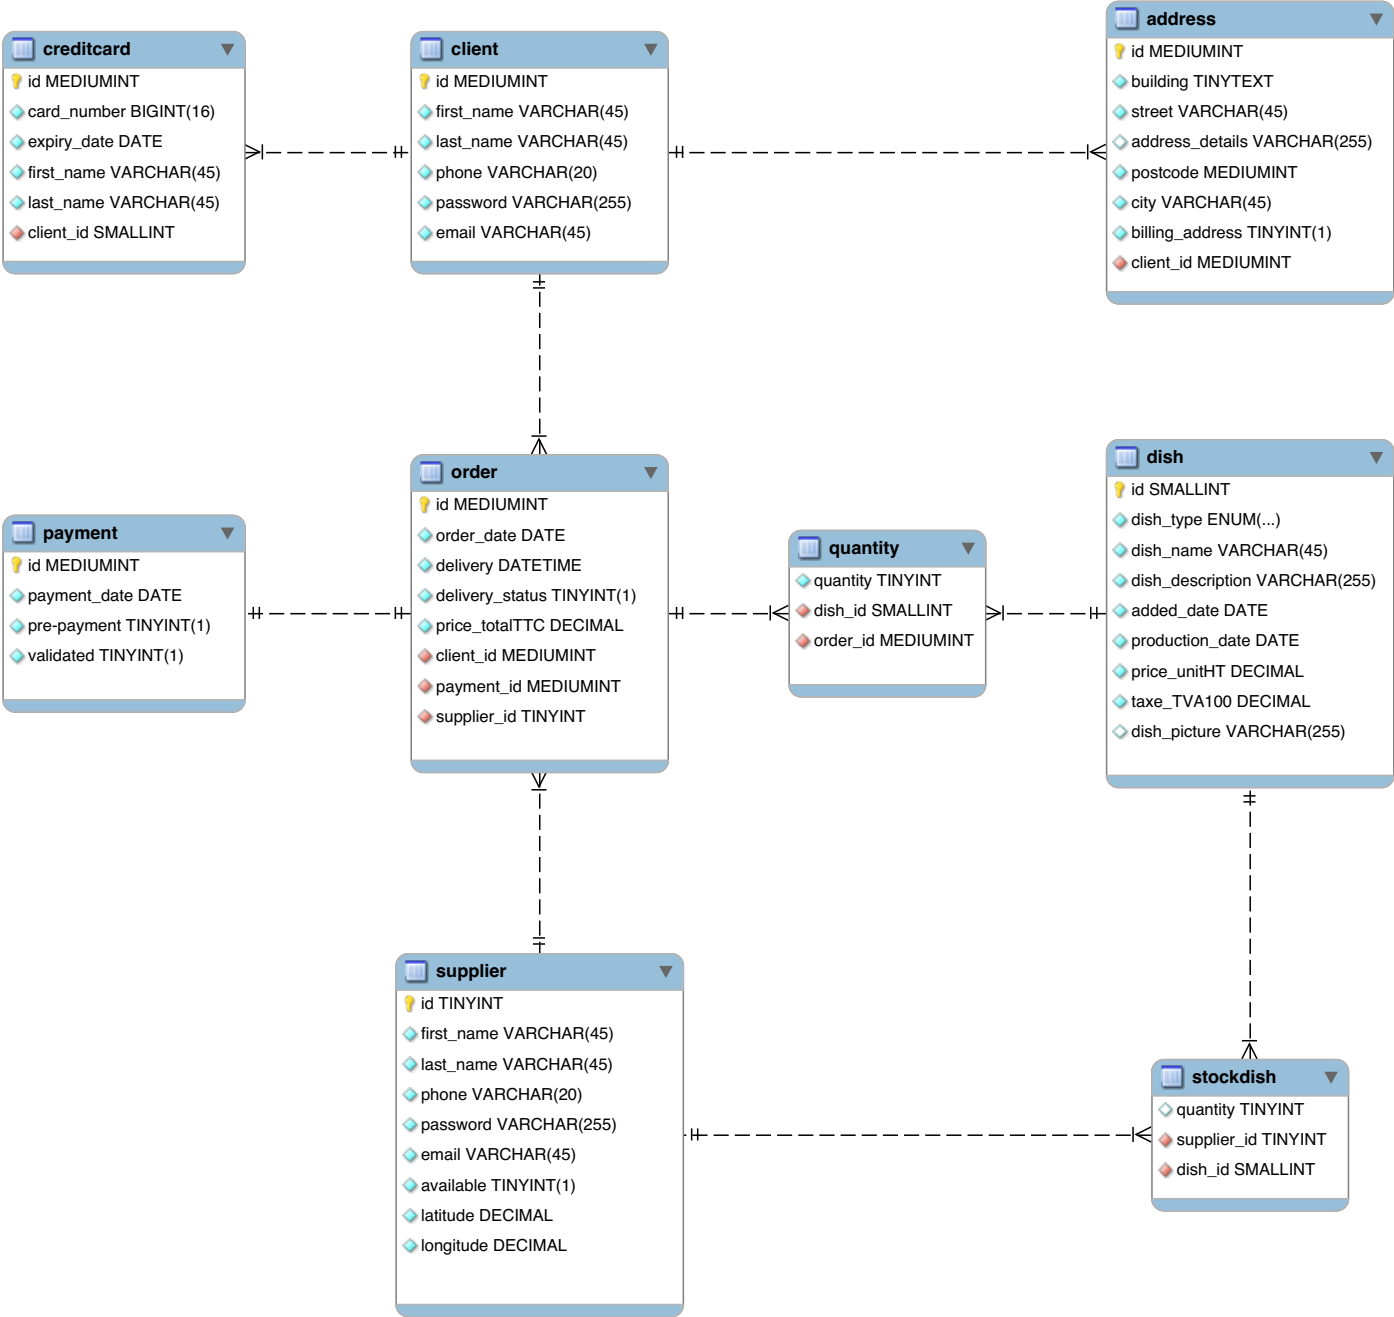 creditcard
id MEDIUMINT
card_number BIGINT(16)
expiry_date DATE
first_name VARCHAR(45)
last_name VARCHAR(45)
client_id SMALLINT
client
id MEDIUMINT
first_name VARCHAR(45)
last_name VARCHAR(45)
phone VARCHAR(20)
password VARCHAR(255)
email VARCHAR(45)
address
id MEDIUMINT
building TINYTEXT
street VARCHAR(45)
address_details VARCHAR(255)
postcode MEDIUMINT
city VARCHAR(45)
billing_address TINYINT(1)
client_id MEDIUMINT
payment
id MEDIUMINT
payment_date DATE
pre-payment TINYINT(1)
validated TINYINT(1)
order
id MEDIUMINT
order_date DATE
delivery DATETIME
delivery_status TINYINT(1)
price_totalTTC DECIMAL
client_id MEDIUMINT
payment_id MEDIUMINT
supplier_id TINYINT
quantity
quantity TINYINT
dish_id SMALLINT
order_id MEDIUMINT
dish
id SMALLINT
dish_type ENUM(...)
dish_name VARCHAR(45)
dish_description VARCHAR(255)
added_date DATE
production_date DATE
price_unitHT DECIMAL
taxe_TVA100 DECIMAL
dish_picture VARCHAR(255)
supplier
id TINYINT
first_name VARCHAR(45)
last_name VARCHAR(45)
phone VARCHAR(20)
password VARCHAR(255)
email VARCHAR(45)
available TINYINT(1)
latitude DECIMAL
longitude DECIMAL
stockdish
quantity TINYINT
supplier_id TINYINT
dish_id SMALLINT